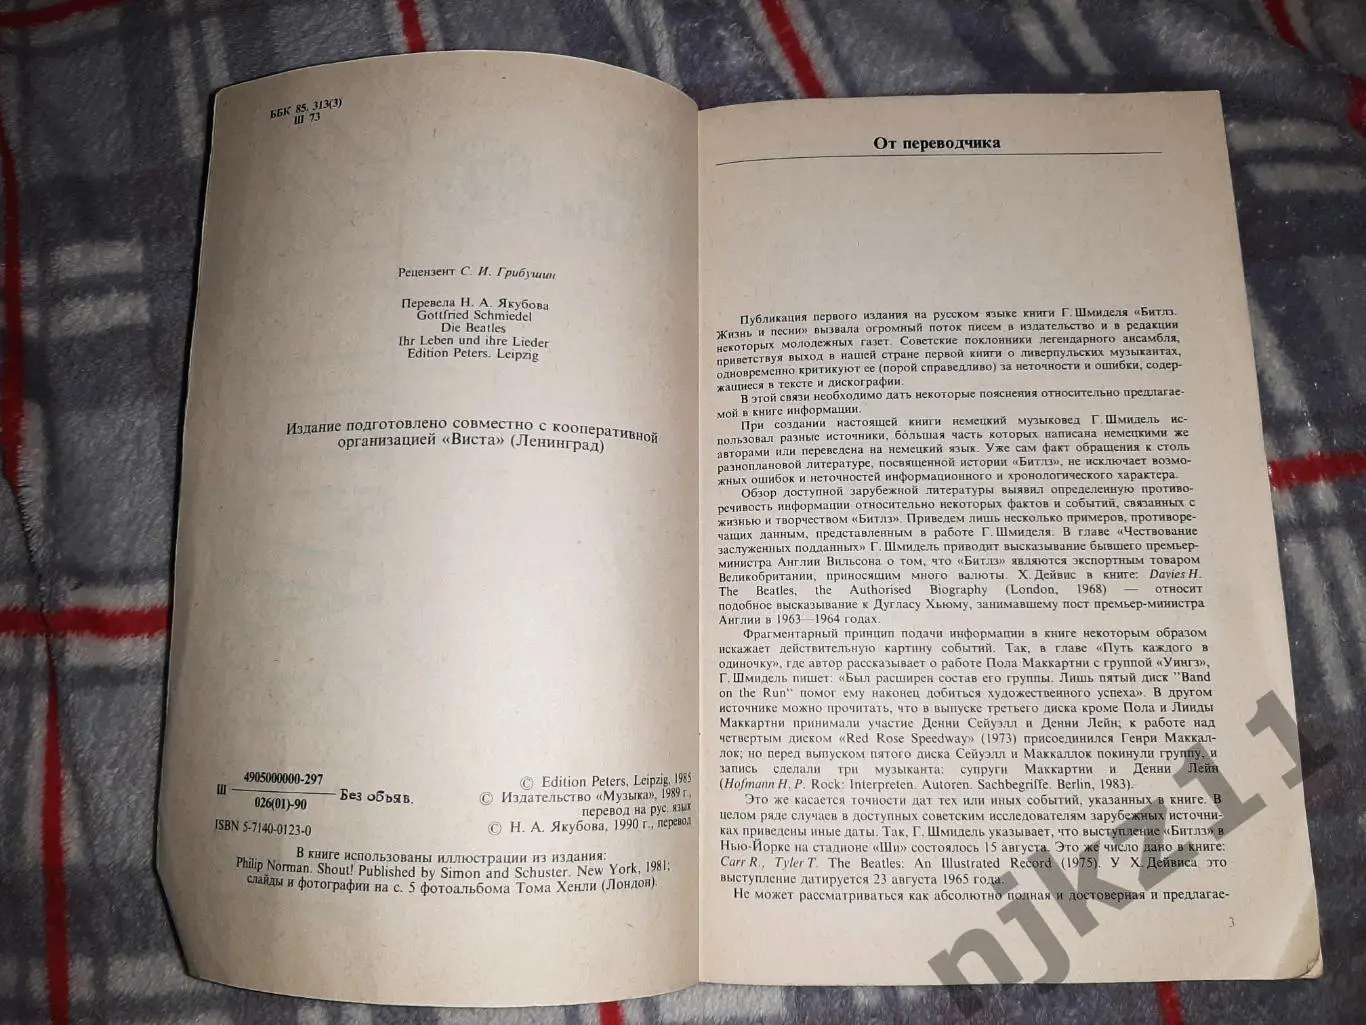 ББК 85. 313(3)
Ш 73
Рецензент С. И. Грибушин
Перевела Н. А. Якубова
Gottfried Schmiedel
Die Beatles
Ihr Leben und ihre Lieder
Edition Peters. Leipzig
Издание подготовлено совместно с кооперативной
организацией «Виста» (Ленинград)
4905000000-297
Ш
026(01)-90
Без объяв.
ISBN 5-7140-0123-0
© Edition Peters, Leipzig, 1985
© Издательство «Музыка», 1989 г.,
перевод на рус. язык
© Н. А. Якубова, 1990 г., перевод
В книге использованы иллюстрации из издания:
Philip Norman. Shout! Published by Simon and Schuster. New York, 1981;
слайды и фотографии на с. 5 фотоальбома Тома Хенли (Лондон).
От переводчика
Публикация первого издания на русском языке книги Г. Шмиделя «Битлз.
Жизнь и песни» вызвала огромный поток писем в издательство и в редакции
некоторых молодежных газет. Советские поклонники легендарного ансамбля,
приветствуя выход в нашей стране первой книги о ливерпульских музыкантах,
одновременно критикуют ее (порой справедливо) за неточности и ошибки, содер-
жащиеся в тексте и дискографии.
В этой связи необходимо дать некоторые пояснения относительно предлагае-
мой в книге информации.
При создании настоящей книги немецкий музыковед Г. Шмидель ис-
пользовал разные источники, бо́льшая часть которых написана немецкими же
авторами или переведена на немецкий язык. Уже сам факт обращения к столь
разноплановой литературе, посвященной истории «Битлз», не исключает возмож-
ных ошибок и неточностей информационного и хронологического характера.
Обзор доступной зарубежной литературы выявил определенную противо-
речивость информации относительно некоторых фактов и событий, связанных с
жизнью и творчеством «Битлз». Приведем лишь несколько примеров, противоре-
чащих данным, представленным в работе Г. Шмиделя. В главе «Чествование
заслуженных подданных» Г. Шмидель приводит высказывание бывшего премьер-
министра Англии Вильсона о том, что «Битлз» являются экспортным товаром
Великобритании, приносящим много валюты. Х. Дейвис в книге: Davies H.
The Beatles, the Authorised Biography (London, 1968) — относит
подобное высказывание к Дугласу Хьюму, занимавшему пост премьер-министра
Англии в 1963—1964 годах.
Фрагментарный принцип подачи информации в книге некоторым образом
искажает действительную картину событий. Так, в главе «Путь каждого в
одиночку», где автор рассказывает о работе Пола Маккартни с группой «Уингз»,
Г. Шмидель пишет: «Был расширен состав его группы. Лишь пятый диск "Band
on the Run" помог ему наконец добиться художественного успеха». В другом
источнике можно прочитать, что в выпуске третьего диска кроме Пола и Линды
Маккартни принимали участие Денни Сейуэлл и Денни Лейн; к работе над
четвертым диском «Red Rose Speedway» (1973) присоединился Генри Маккал-
лок; но перед выпуском пятого диска Сейуэлл и Маккаллок покинули группу, и
запись сделали три музыканта: супруги Маккартни и Денни Лейн
(Hofmann H. P. Rock: Interpreten. Autoren. Sachbegriffe. Berlin, 1983).
Это же касается точности дат тех или иных событий, указанных в книге. В
целом ряде случаев в доступных советским исследователям зарубежных источни-
ках приведены иные даты. Так, Г. Шмидель указывает, что выступление «Битлз» в
Нью-Йорке на стадионе «Ши» состоялось 15 августа. Это же число дано в книге:
Carr R., Tyler T. The Beatles: An Illustrated Record (1975). У Х. Дейвиса это
выступление датируется 23 августа 1965 года.
Не может рассматриваться как абсолютно полная и достоверная и предлагае-
3
njkz11